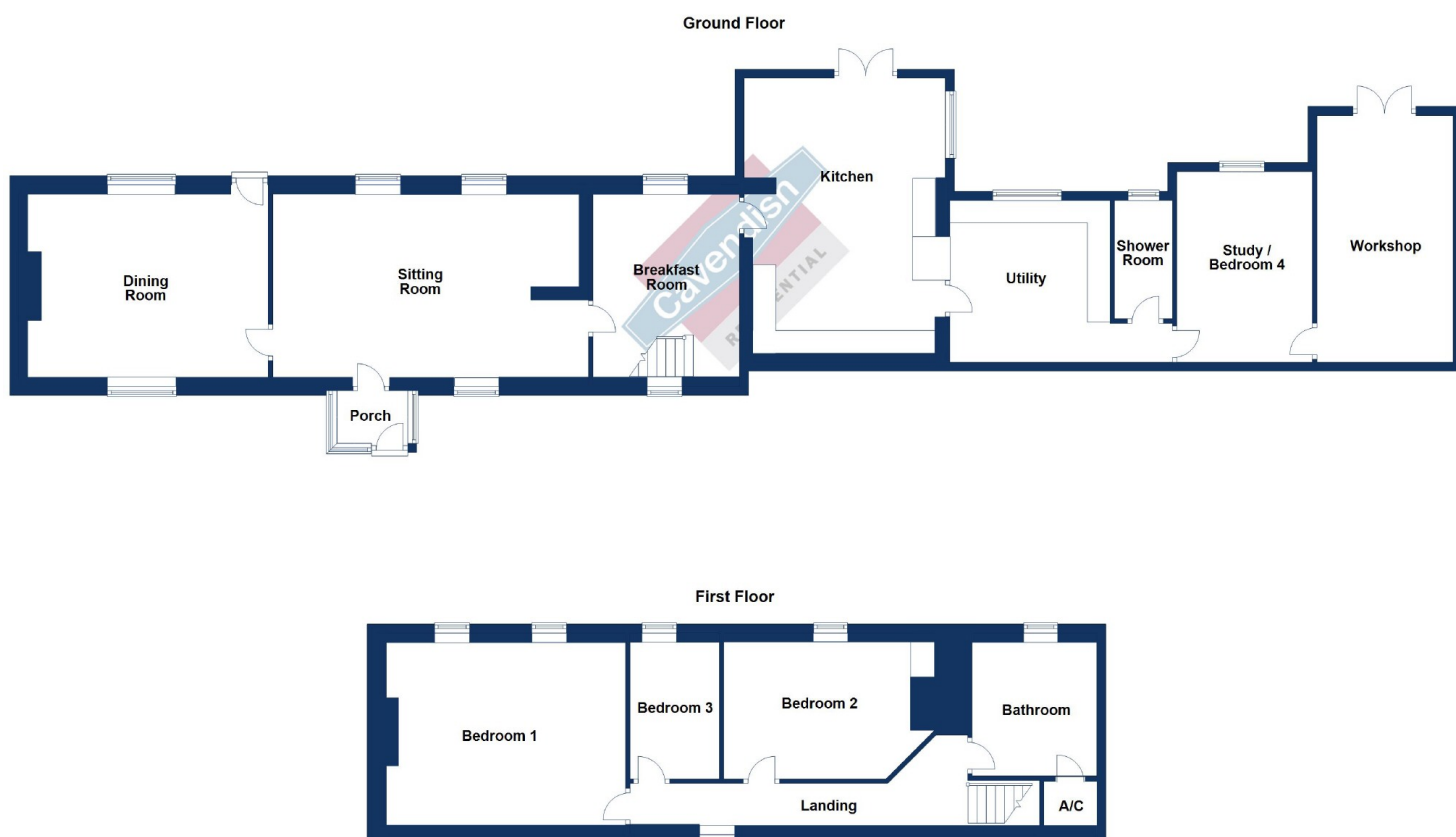 Ground Floor
Kitchen
Dining
Room
Sitting
Room
Breakfast
Room
Utility
Shower
Room
Study /
Bedroom 4
Workshop
Porch
Cavendish
First Floor
Bedroom 1
Bedroom 3
Bedroom 2
Bathroom
Landing
A/C